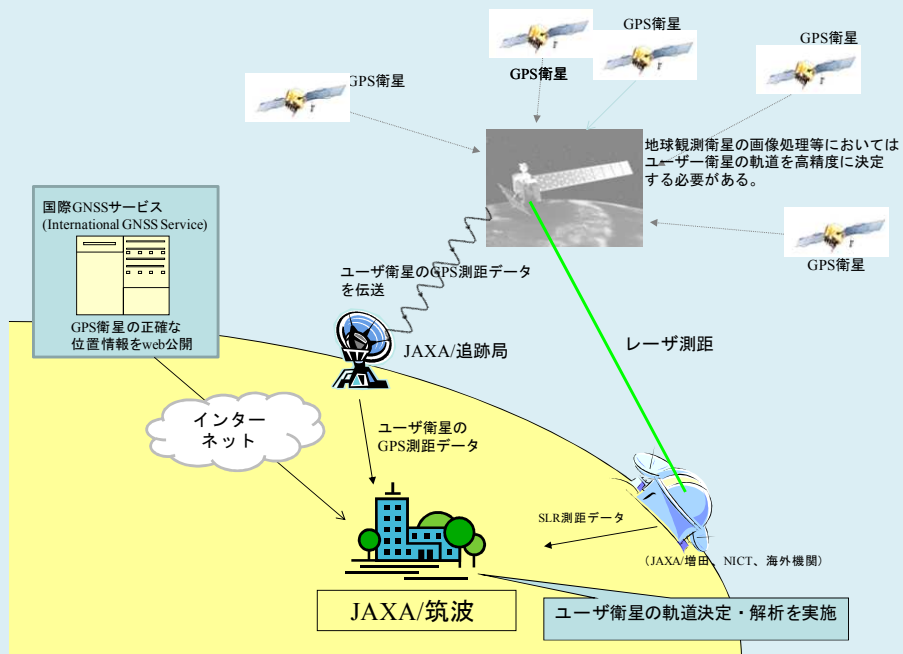 GPS衛星
GPS衛星
GPS衛星
GPS衛星
地球観測衛星の画像処理等においては
ユーザー衛星の軌道を高精度に決定
する必要がある。
国際GNSSサービス
(International GNSS Service)
GPS衛星の正確な
位置情報をweb公開
GPS衛星
ユーザ衛星のGPS測距データ
を伝送
JAXA/追跡局
レーザ測距
インター
ネット
ユーザ衛星の
GPS測距データ
SLR測距データ
(JAXA/増田、NICT、海外機関)
JAXA/筑波
ユーザ衛星の軌道決定・解析を実施